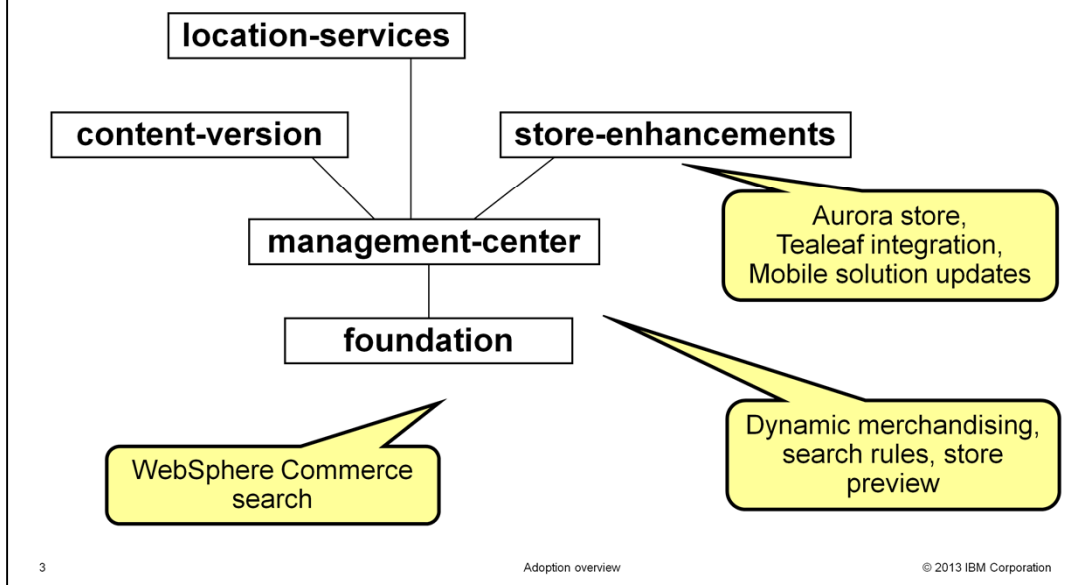 location-services
content-version
store-enhancements
Aurora store,
Tealeaf integration,
Mobile solution updates
management-center
foundation
Dynamic merchandising,
search rules, store
preview
WebSphere Commerce
search
3
Adoption overview
© 2013 IBM Corporation